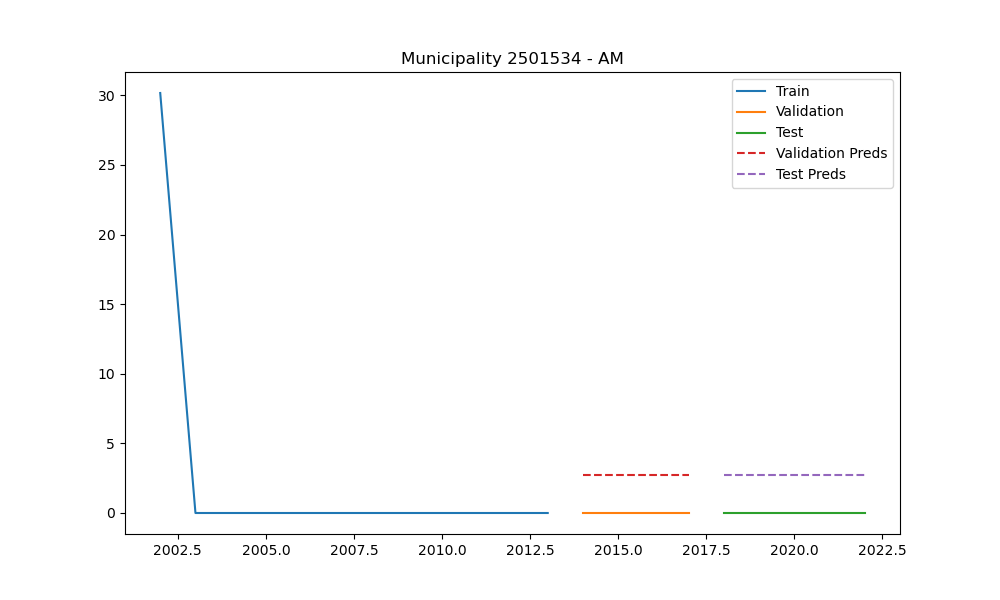 Municipality 2501534 - AM
Train
Validation
Test
Validation Preds
Test Preds
30
25
20
15
10
5
0
2002.5 2005.0 2007.5 2010.0 2012.5 2015.0 2017.5 2020.0 2022.5